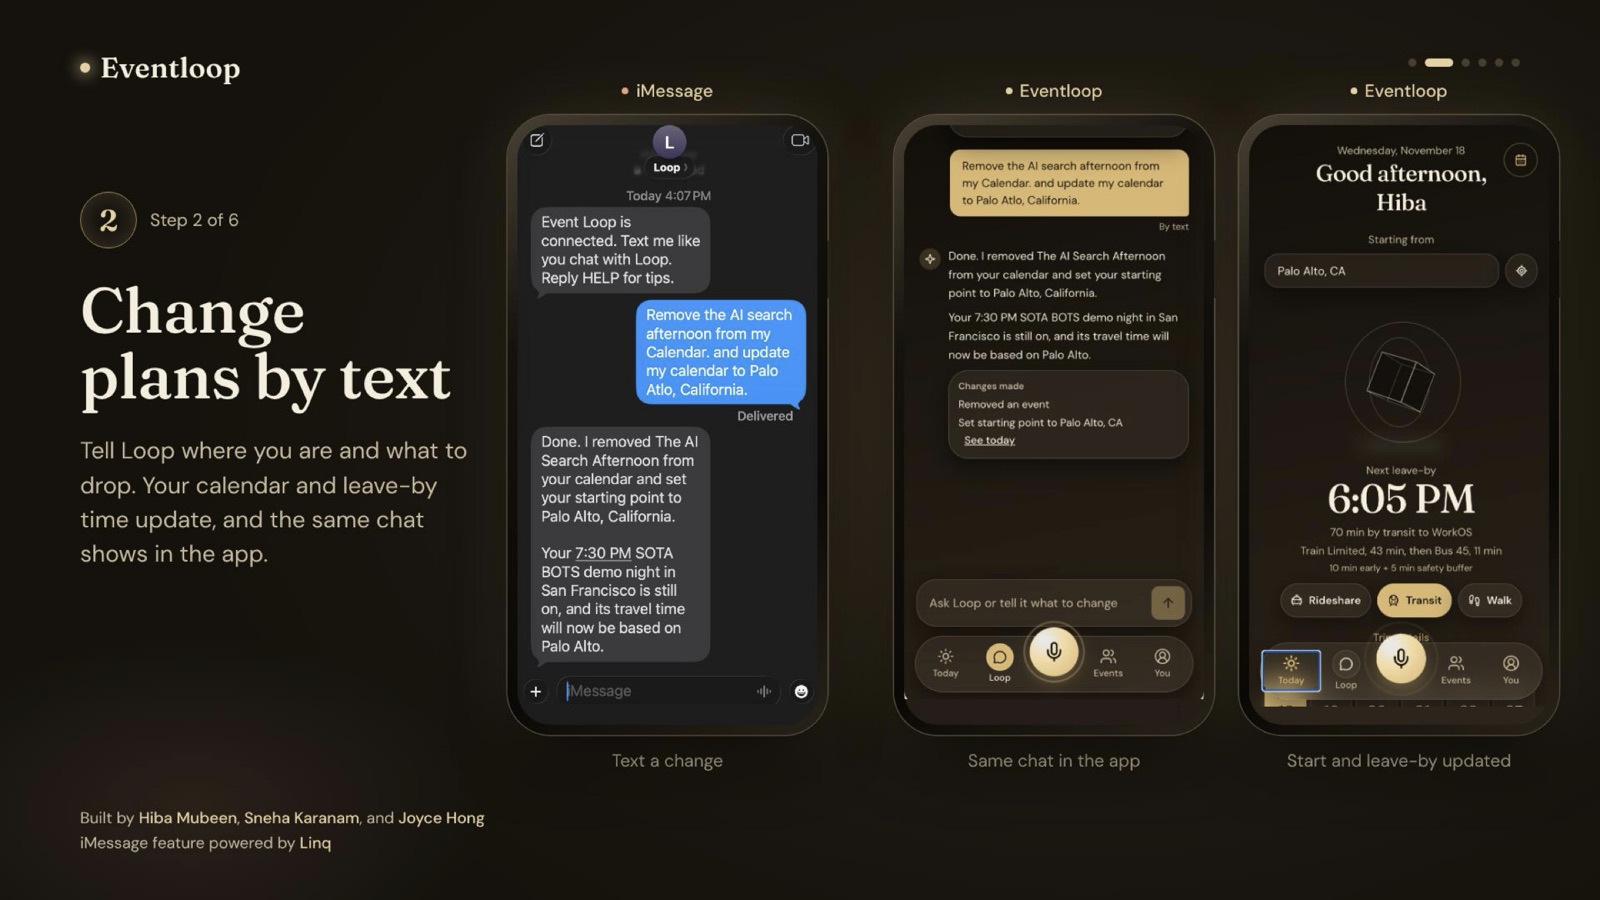 Eventloop
2
Step 2 of 6
Change
plans by text
Tell Loop where you are and what to
drop. Your calendar and leave-by
time update, and the same chat
shows in the app.
Built by Hiba Mubeen, Sneha Karanam, and Joyce Hong
iMessage feature powered by Linq
iMessage
L
Loop
Today 4:07 PM
Event Loop is
connected. Text me like
you chat with Loop.
Reply HELP for tips.
Remove the AI search
afternoon from my
Calendar. and update
my calendar to Palo
Atlo, California.
Delivered
Done. I removed The AI
Search Afternoon from
your calendar and set
your starting point to
Palo Alto, California.
Your 7:30 PM SOTA
BOTS demo night in
San Francisco is still
on, and its travel time
will now be based on
Palo Alto.
iMessage
Text a change
Eventloop
Remove the AI search afternoon from
my Calendar. and update my calendar
to Palo Atlo, California.
By text
Done. I removed The AI Search Afternoon
from your calendar and set your starting
point to Palo Alto, California.
Your 7:30 PM SOTA BOTS demo night in San
Francisco is still on, and its travel time will
now be based on Palo Alto.
Changes made
Removed an event
Set starting point to Palo Alto, CA
See today
Ask Loop or tell it what to change
Today
Loop
Events
You
Same chat in the app
Eventloop
Wednesday, November 18
Good afternoon,
Hiba
Starting from
Palo Alto, CA
Next leave-by
6:05 PM
70 min by transit to WorkOS
Train Limited, 43 min, then Bus 45, 11 min
10 min early + 5 min safety buffer
Rideshare
Transit
Walk
Today
Loop
Events
You
Start and leave-by updated